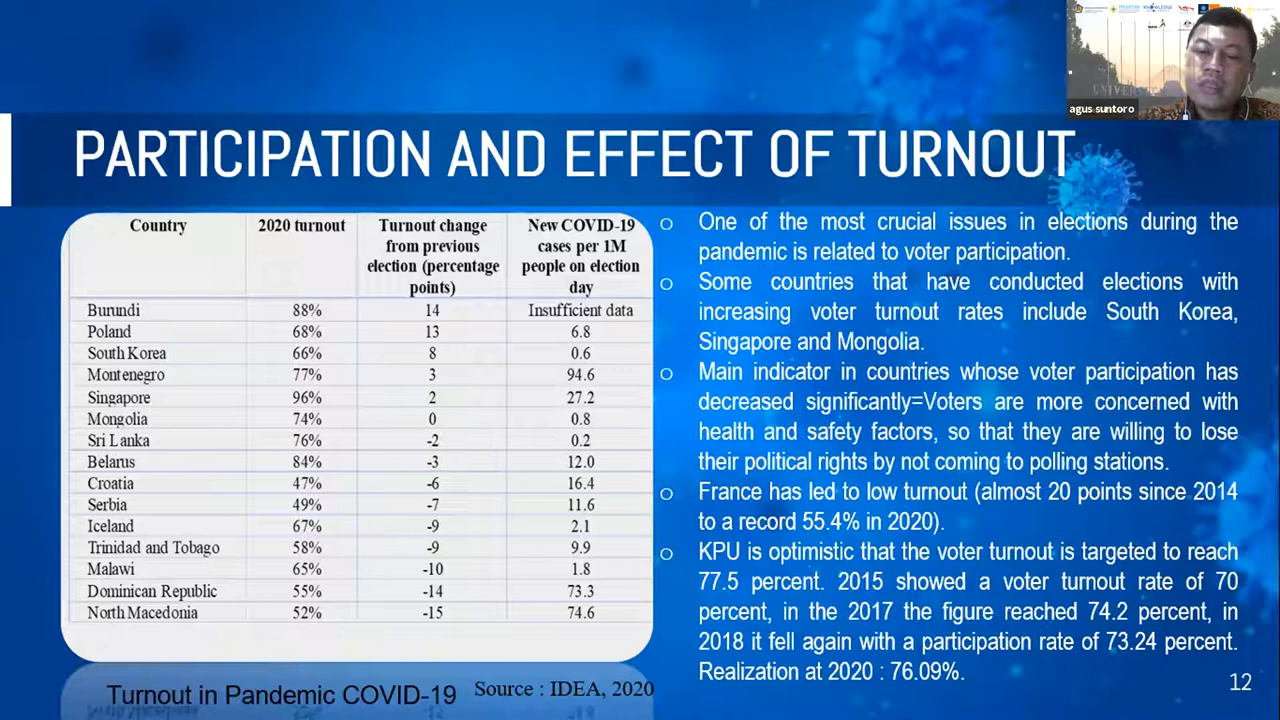 agus suntoro
PARTICIPATION AND EFFECT OF TURNOUT
Country 2020 turnout Turnout change from previous election (percentage points) New COVID-19 cases per 1M people on election day
Burundi 88% 14 Insufficient data
Poland 68% 13 6.8
South Korea 66% 8 0.6
Montenegro 77% 3 94.6
Singapore 96% 2 27.2
Mongolia 74% 0 0.8
Sri Lanka 76% -2 0.2
Belarus 84% -3 12.0
Croatia 47% -6 16.4
Serbia 49% -7 11.6
Iceland 67% -9 2.1
Trinidad and Tobago 58% -9 9.9
Malawi 65% -10 1.8
Dominican Republic 55% -14 73.3
North Macedonia 52% -15 74.6
Turnout in Pandemic COVID-19
Source : IDEA, 2020
o One of the most crucial issues in elections during the
pandemic is related to voter participation.
o Some countries that have conducted elections with
increasing voter turnout rates include South Korea,
Singapore and Mongolia.
o Main indicator in countries whose voter participation has
decreased significantly=Voters are more concerned with
health and safety factors, so that they are willing to lose
their political rights by not coming to polling stations.
o France has led to low turnout (almost 20 points since 2014
to a record 55.4% in 2020).
o KPU is optimistic that the voter turnout is targeted to reach
77.5 percent. 2015 showed a voter turnout rate of 70
percent, in the 2017 the figure reached 74.2 percent, in
2018 it fell again with a participation rate of 73.24 percent.
Realization at 2020 : 76.09%.
12